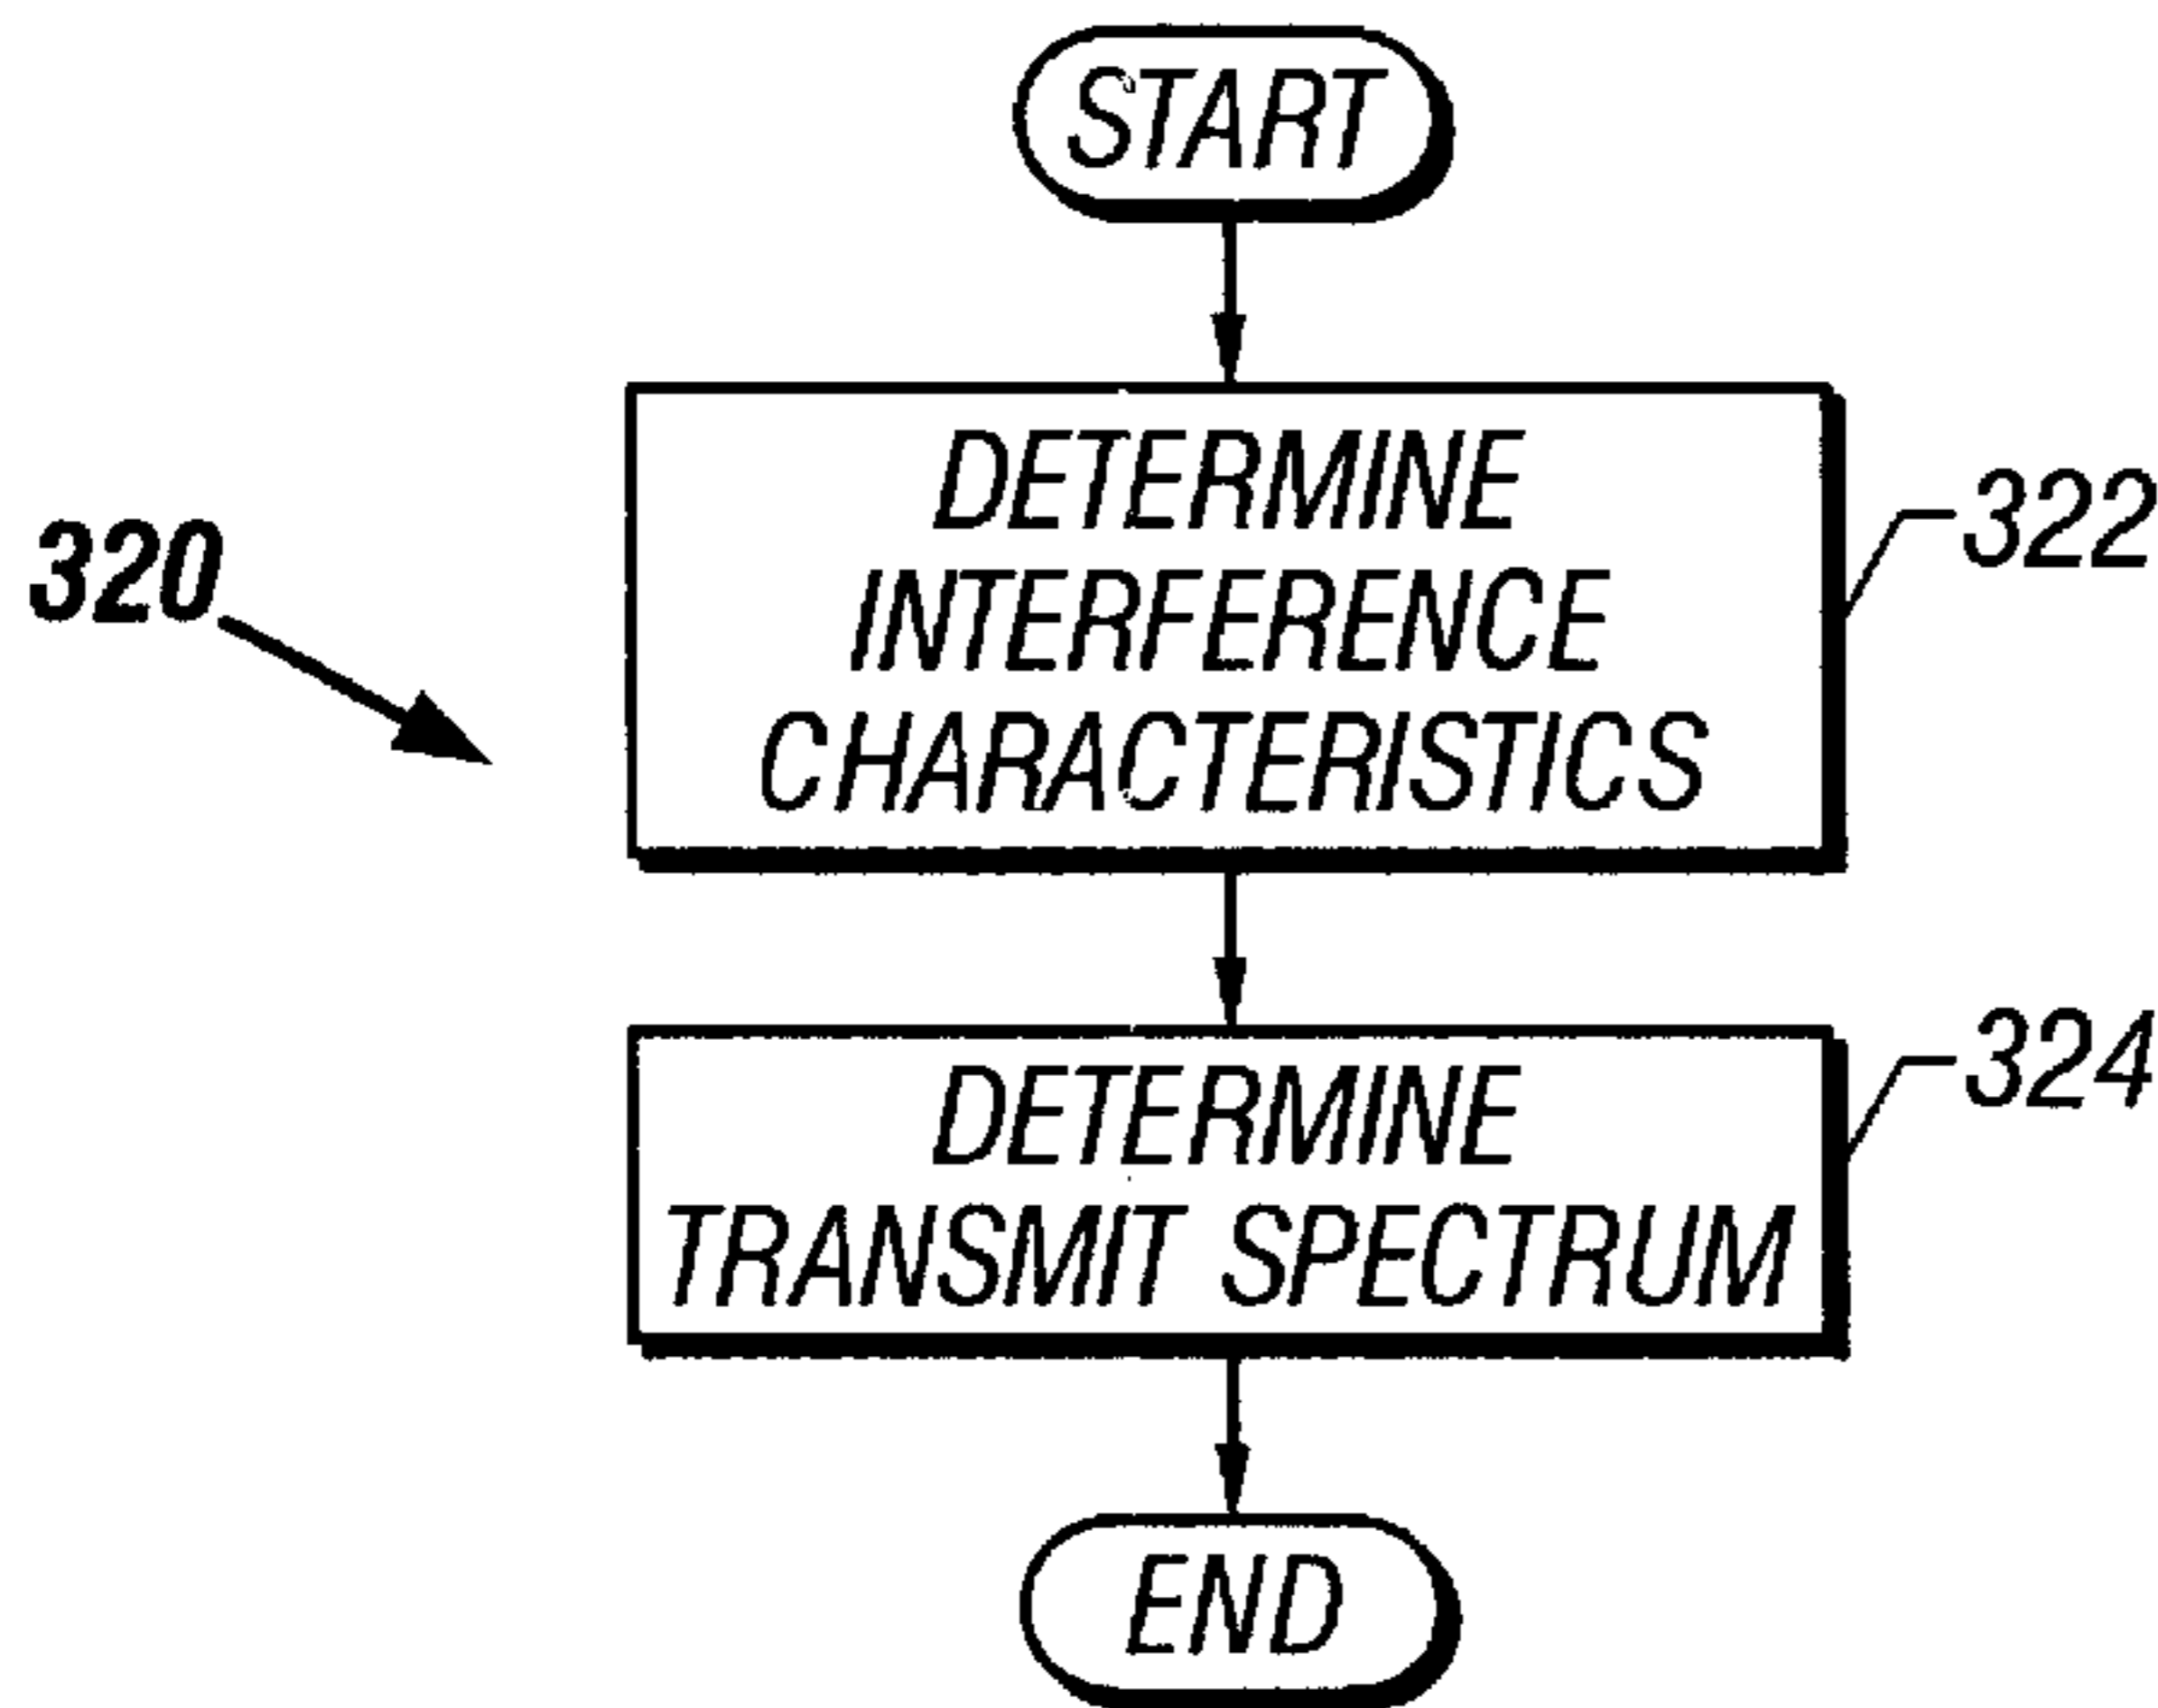 START
DETERMINE
INTERFERENCE
CHARACTERISTICS
322
320
DETERMINE
TRANSMIT SPECTRUM
324
END